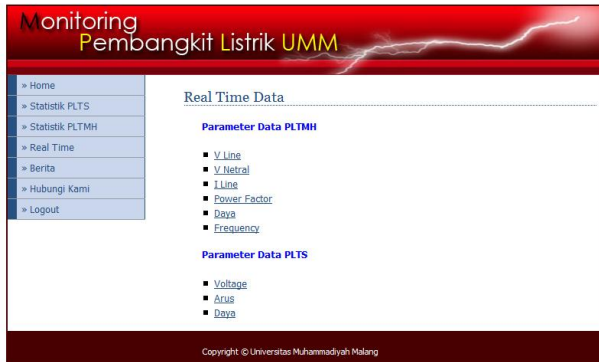 Monitoring
Pembangkit Listrik UMM
» Home
» Statistik PLTS
» Statistik PLTMH
» Real Time
» Berita
» Hubungi Kami
» Logout
Real Time Data
Parameter Data PLTMH
V Line
V Netral
I Line
Power Factor
Daya
Frequency
Parameter Data PLTS
Voltage
Arus
Daya
Copyright © Universitas Muhammadiyah Malang